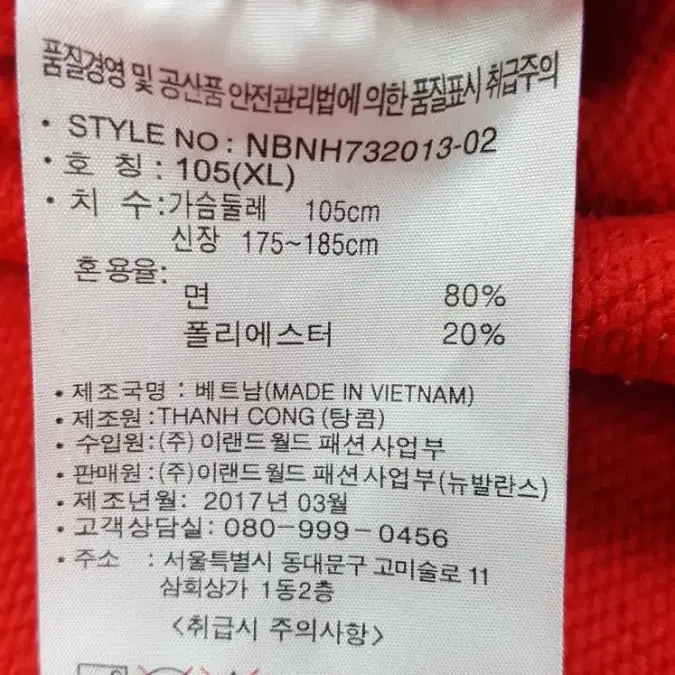 품질경영 및 공산품 안전관리법에 의한 품질표시 취급주의
• STYLE NO : NBNH732013-02
• 호 칭 : 105(XL)
• 치 수 : 가슴둘레 105cm
신장 175~185cm
혼용율:
면 80%
폴리에스터 20%
• 제조국명 : 베트남(MADE IN VIETNAM)
• 제조원 : THANH CONG (탕콤)
• 수입원 : (주) 이랜드월드 패션사업부
• 판매원 : (주)이랜드월드 패션사업부(뉴발란스)
• 제조년월: 2017년 03월
• 고객상담실: 080-999-0456
• 주소 : 서울특별시 동대문구 고미술로 11
삼회상가 1동2층
<취급시 주의사항>